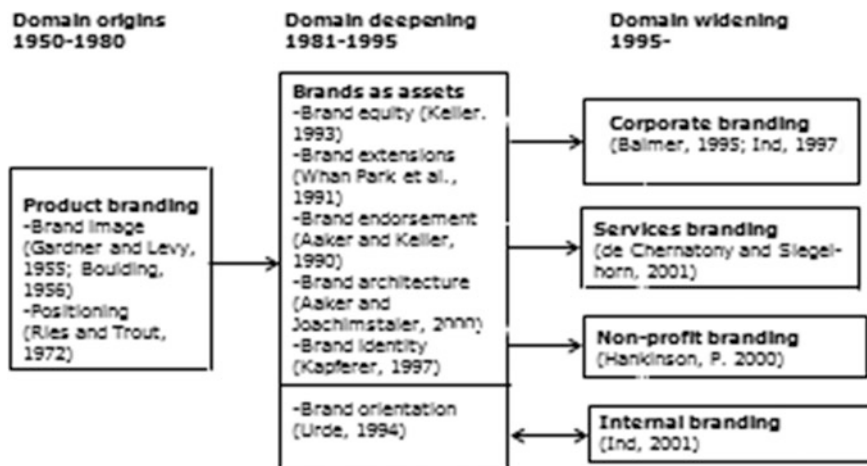 Domain origins
1950-1980
Domain deepening
1981-1995
Domain widening
1995-
Product branding
-Brand image
(Gardner and Levy,
1955; Boulding,
1956)
-Positioning
(Ries and Trout,
1972)
Brands as assets
-Brand equity (Keller.
1993)
-Brand extensions
(Whan Park et al.,
1991)
-Brand endorsement
(Aaker and Keller,
1990)
-Brand architecture
(Aaker and
Joachimstaler, 2000)
-Brand identity
(Kapferer, 1997)
-Brand orientation
(Urde, 1994)
Corporate branding
(Balmer, 1995; Ind, 1997
Services branding
(de Chernatony and Siegel-
horn, 2001)
Non-profit branding
(Hankinson, P. 2000)
Internal branding
(Ind, 2001)